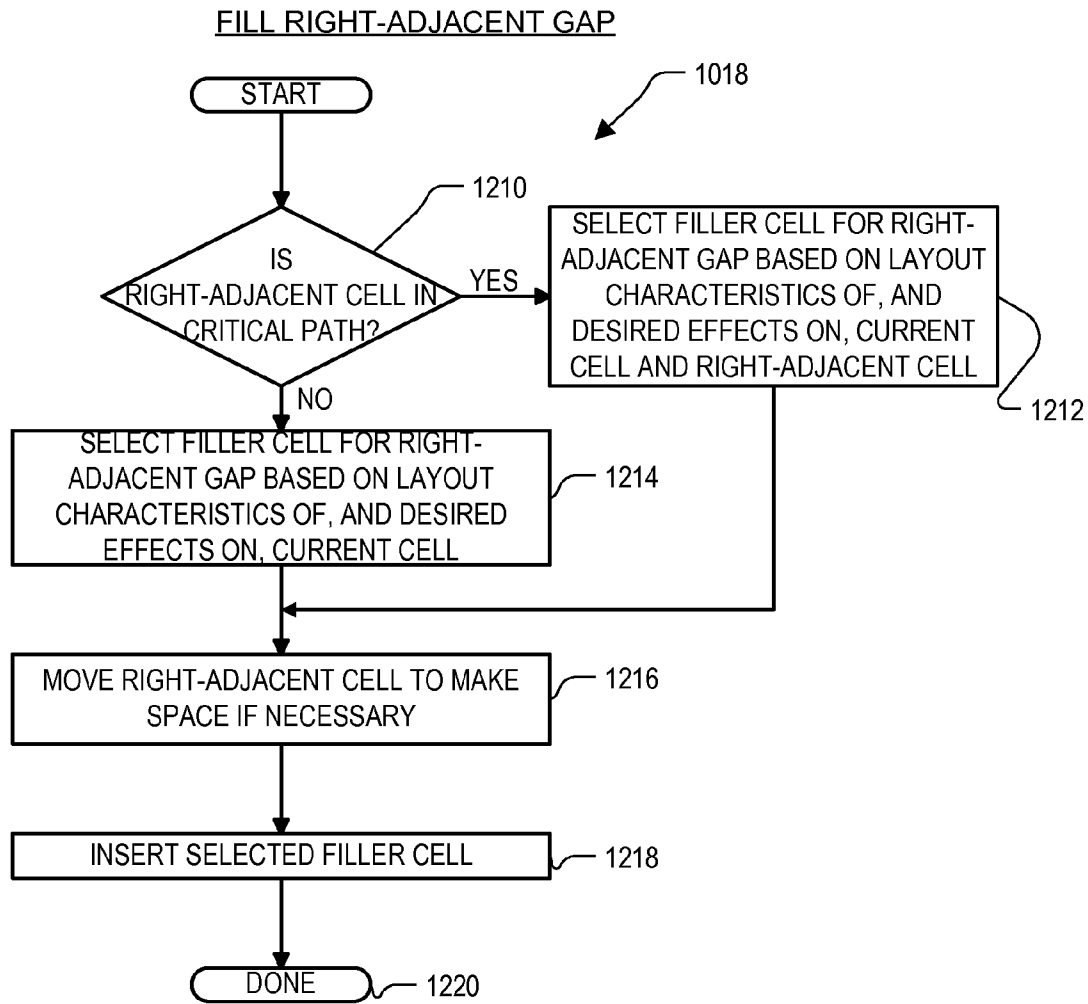 FILL RIGHT-ADJACENT GAP
START
1018
1210
IS
RIGHT-ADJACENT CELL IN
CRITICAL PATH?
YES
SELECT FILLER CELL FOR RIGHT-
ADJACENT GAP BASED ON LAYOUT
CHARACTERISTICS OF, AND
DESIRED EFFECTS ON, CURRENT
CELL AND RIGHT-ADJACENT CELL
1212
NO
SELECT FILLER CELL FOR RIGHT-
ADJACENT GAP BASED ON LAYOUT
CHARACTERISTICS OF, AND DESIRED
EFFECTS ON, CURRENT CELL
1214
MOVE RIGHT-ADJACENT CELL TO MAKE
SPACE IF NECESSARY
1216
INSERT SELECTED FILLER CELL
1218
DONE
1220